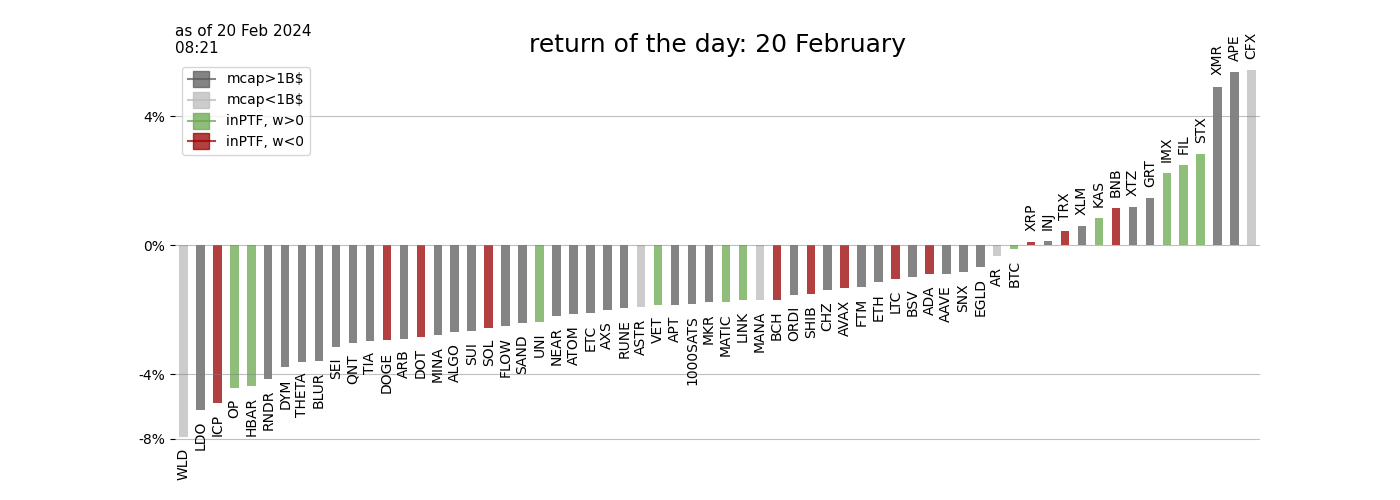 as of 20 Feb 2024
08:21
return of the day: 20 February
mcap>1B$
mcap<1B$
inPTF, w>0
inPTF, w<0
4%
0%
-4%
-8%
WLD
LDO
ICP
OP
HBAR
RNDR
DYM
THETA
BLUR
SEI
QNT
TIA
DOGE
ARB
DOT
MINA
ALGO
SUI
SOL
FLOW
SAND
UNI
NEAR
ATOM
ETC
AXS
RUNE
ASTR
VET
APT
1000SATS
MKR
MATIC
LINK
MANA
BCH
ORDI
SHIB
CHZ
AVAX
FTM
ETH
LTC
BSV
ADA
AAVE
SNX
EGLD
AR
BTC
XRP
INJ
TRX
XLM
KAS
BNB
XTZ
GRT
IMX
FIL
STX
XMR
APE
CFX